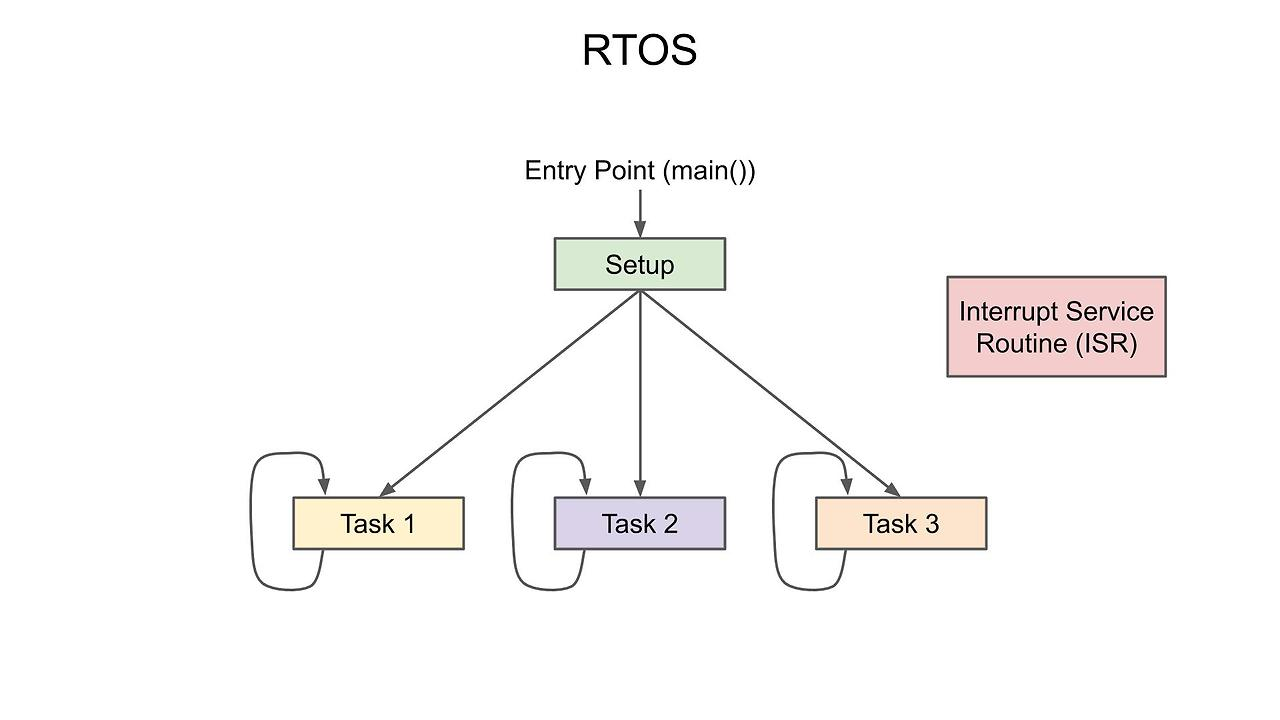 RTOS
Entry Point (main())
Setup
Interrupt Service
Routine (ISR)
Task 1
Task 2
Task 3